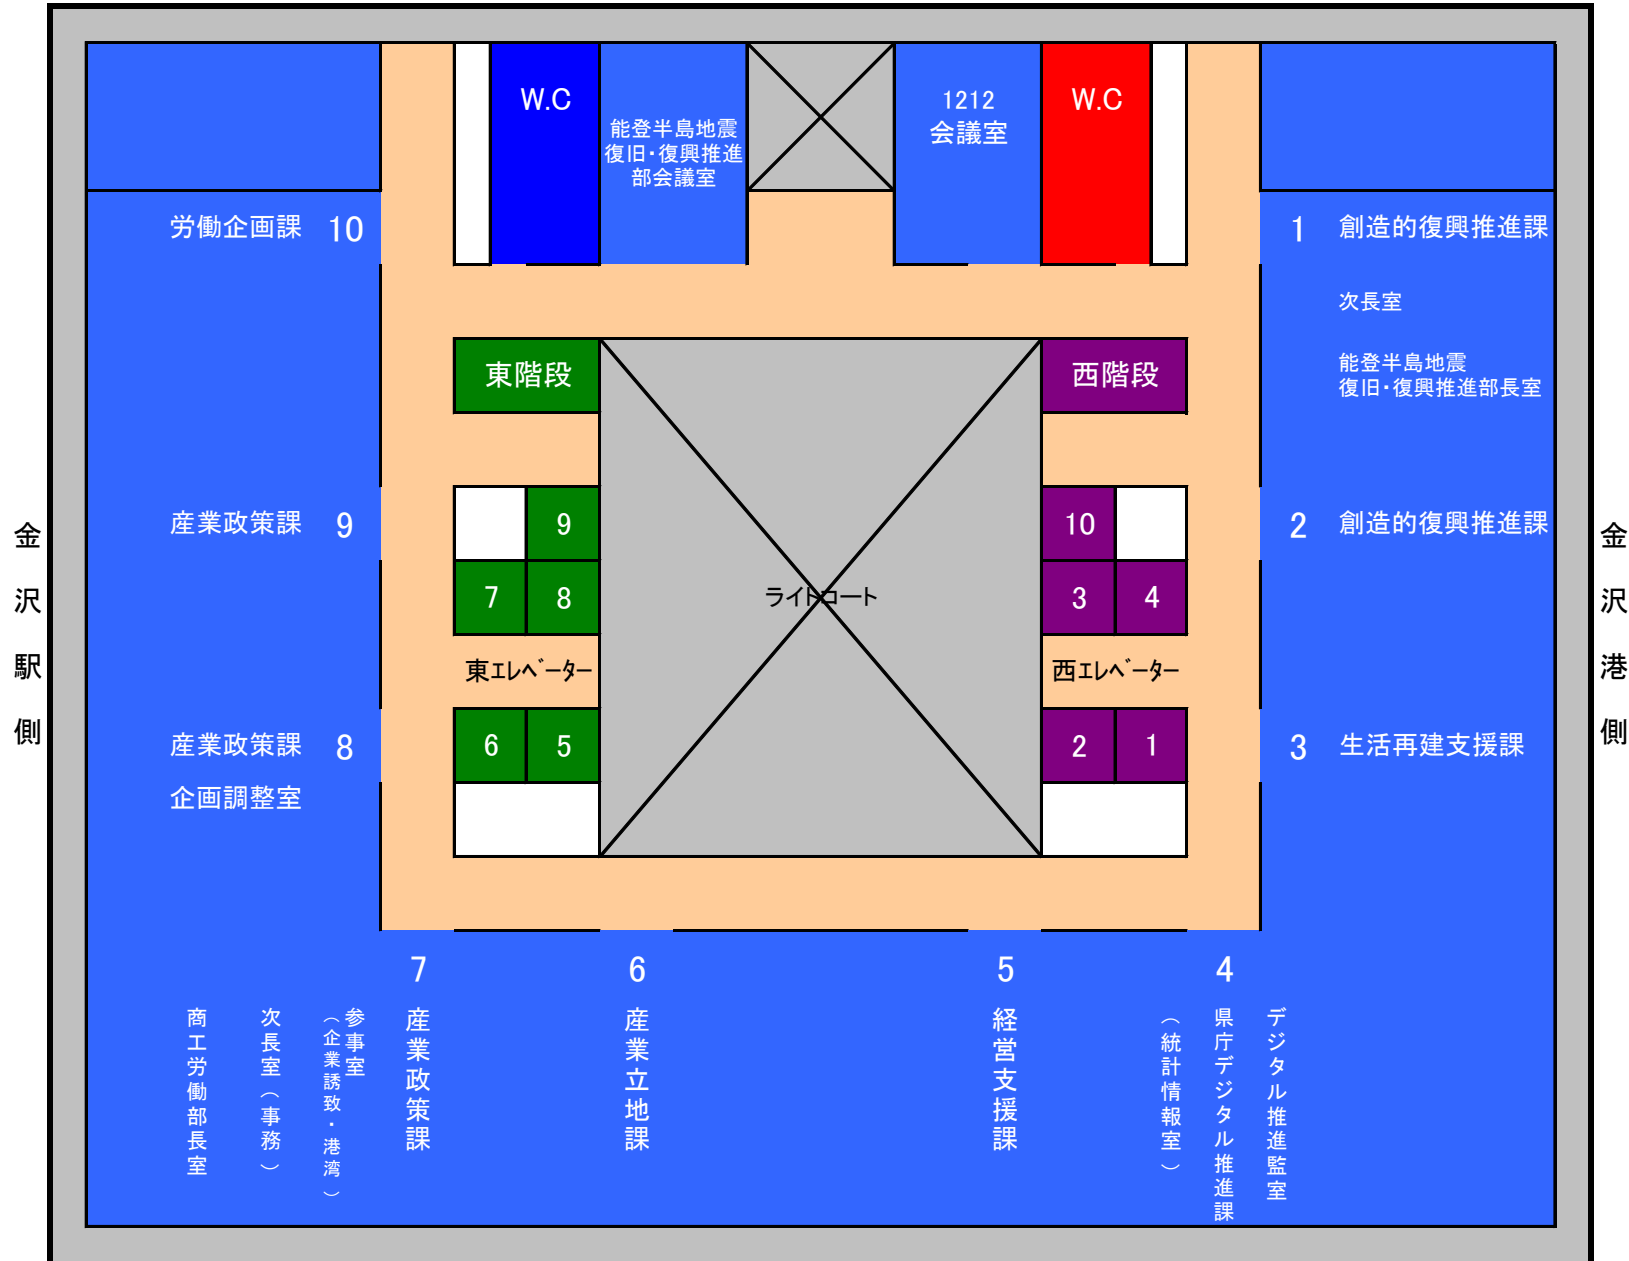 W.C
能登半島地震
復旧・復興推進
部会議室
1212
会議室
W.C
労働企画課 10
1 創造的復興推進課
次長室
能登半島地震
復旧・復興推進部長室
東階段
西階段
産業政策課 9
9
7 8
ライトコート
10
3 4
2 創造的復興推進課
東エレベーター
西エレベーター
産業政策課 8
企画調整室
6 5
2 1
3 生活再建支援課
金沢駅側
金沢港側
7
産業政策課
参事室
（企業誘致・港湾）
次長室（事務）
商工労働部長室
6
産業立地課
5
経営支援課
4
デジタル推進監室
県庁デジタル推進課
（統計情報室）